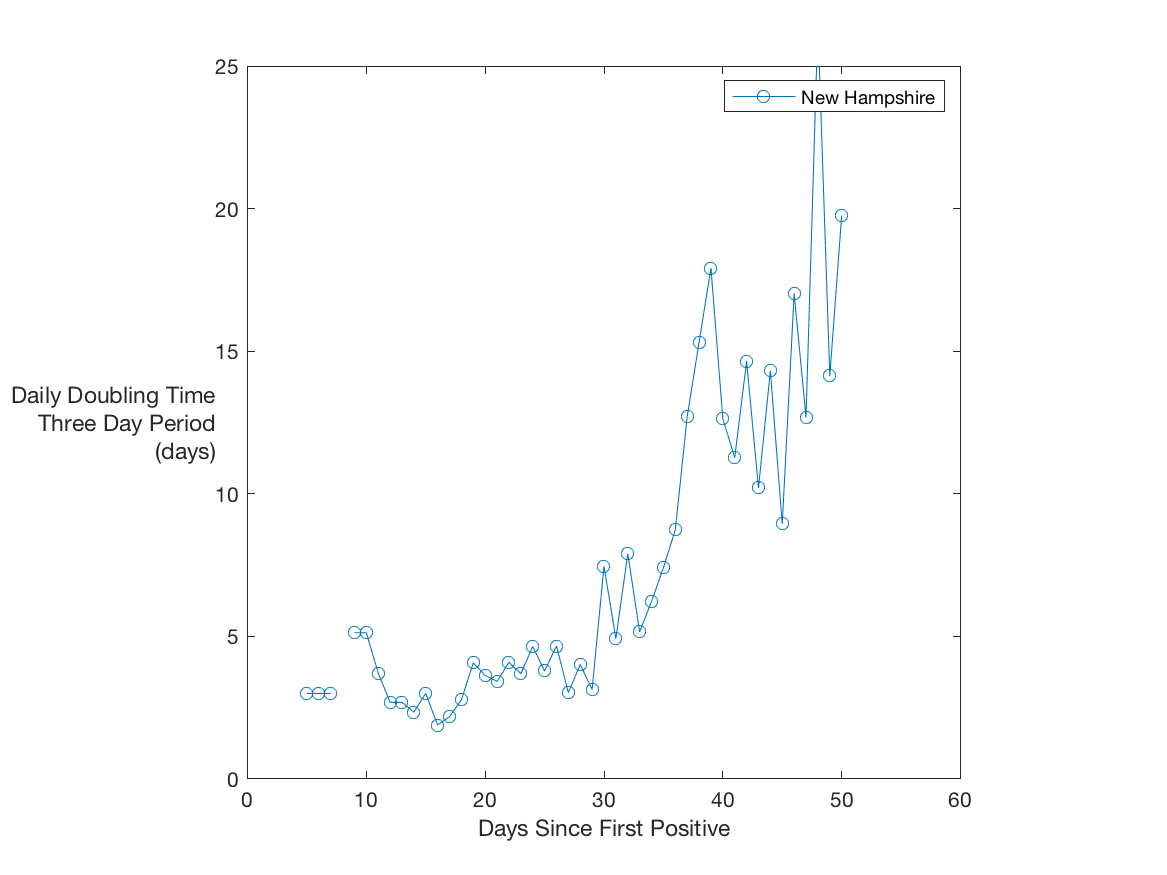 25
New Hampshire
20
15
Daily Doubling Time
Three Day Period
(days)
10
5
0
0 10 20 30 40 50 60
Days Since First Positive